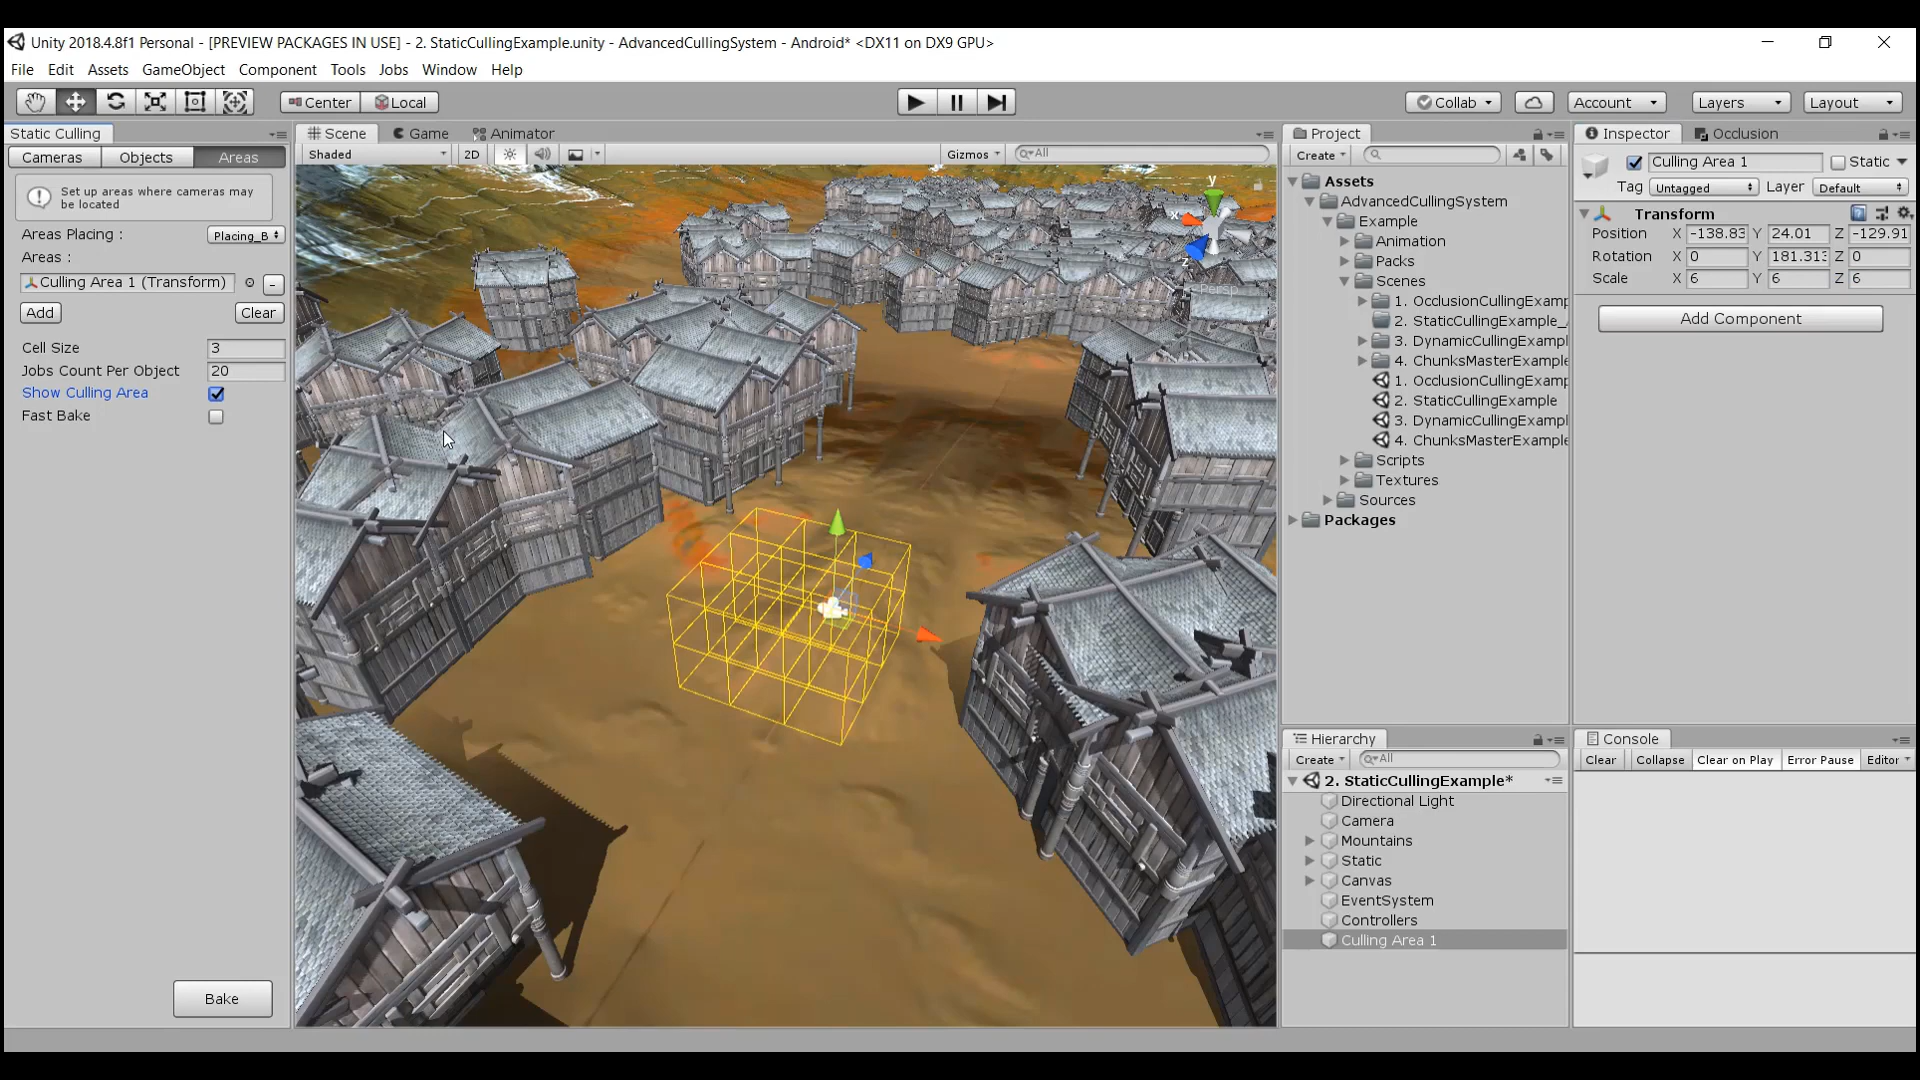 Unity 2018.4.8f1 Personal - [PREVIEW PACKAGES IN USE] - 2. StaticCullingExample.unity - AdvancedCullingSystem - Android* <DX11 on DX9 GPU>
File Edit Assets GameObject Component Tools Jobs Window Help
Center Local Collab Account Layers Layout
Static Culling
Cameras Objects Areas
Set up areas where cameras may
be located
Areas Placing :
Placing_B
Areas :
Culling Area 1 (Transform)
-
Add Clear
Cell Size 3
Jobs Count Per Object 20
Show Culling Area
Fast Bake
Bake
Scene Game Animator
Shaded 2D Gizmos All
y
x
z
Persp
Project
Create
Assets
AdvancedCullingSystem
Example
Animation
Packs
Scenes
1. OcclusionCullingExamp
2. StaticCullingExample_
3. DynamicCullingExampl
4. ChunksMasterExample
1. OcclusionCullingExamp
2. StaticCullingExample
3. DynamicCullingExampl
4. ChunksMasterExample
Scripts
Textures
Sources
Packages
Inspector Occlusion
Culling Area 1 Static
Tag Untagged Layer Default
Transform
Position X -138.83 Y 24.01 Z -129.91
Rotation X 0 Y 181.313 Z 0
Scale X 6 Y 6 Z 6
Add Component
Hierarchy
Create All
2. StaticCullingExample*
Directional Light
Camera
Mountains
Static
Canvas
EventSystem
Controllers
Culling Area 1
Console
Clear Collapse Clear on Play Error Pause Editor